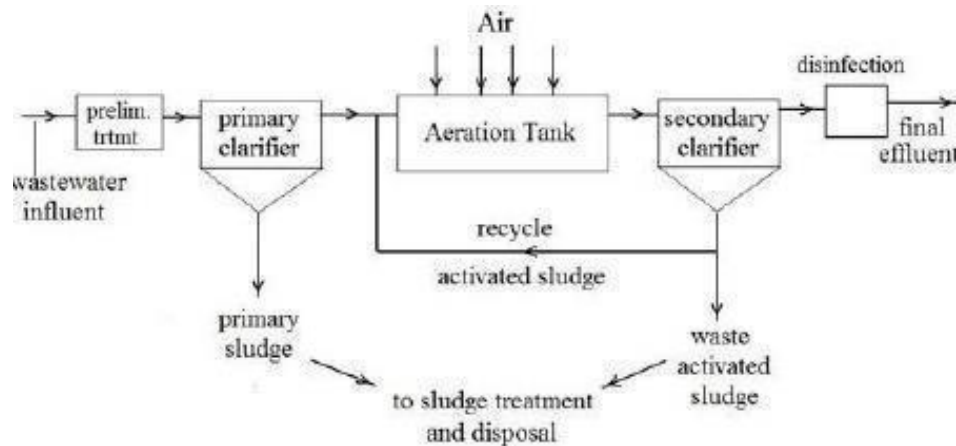 Air
disinfection
prelim.
trtmt
primary
clarifier
Aeration Tank
secondary
clarifier
final
effluent
wastewater
influent
recycle
activated sludge
primary
sludge
waste
activated
sludge
to sludge treatment
and disposal